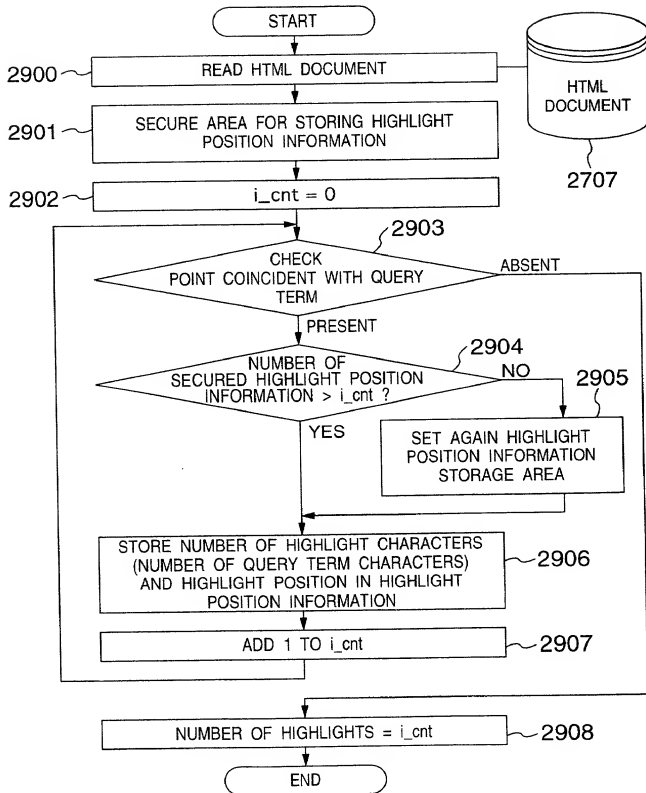 START
2900
READ HTML DOCUMENT
HTML
DOCUMENT
2707
2901
SECURE AREA FOR STORING HIGHLIGHT
POSITION INFORMATION
2902
i_cnt = 0
2903
CHECK
POINT COINCIDENT WITH QUERY
TERM
ABSENT
PRESENT
2904
NUMBER OF
SECURED HIGHLIGHT POSITION
INFORMATION > i_cnt ?
NO
2905
YES
SET AGAIN HIGHLIGHT
POSITION INFORMATION
STORAGE AREA
STORE NUMBER OF HIGHLIGHT CHARACTERS
(NUMBER OF QUERY TERM CHARACTERS)
AND HIGHLIGHT POSITION IN HIGHLIGHT
POSITION INFORMATION
2906
ADD 1 TO i_cnt
2907
NUMBER OF HIGHLIGHTS = i_cnt
2908
END